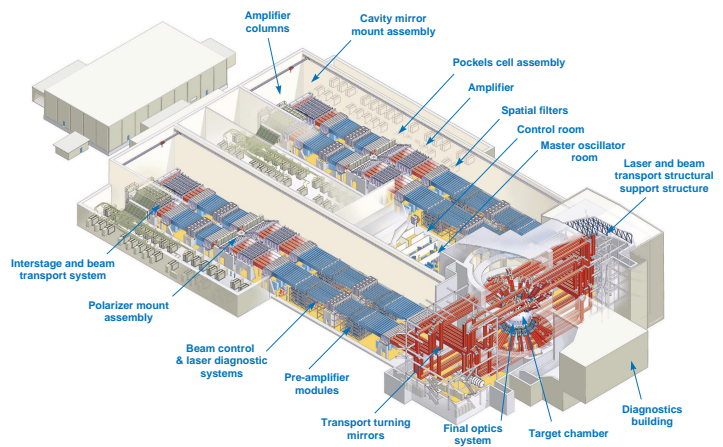 Amplifier
columns
Cavity mirror
mount assembly
Pockels cell assembly
Amplifier
Spatial filters
Control room
Master oscillator
room
Laser and beam
transport structural
support structure
Interstage and beam
transport system
Polarizer mount
assembly
Beam control
& laser diagnostic
systems
Pre-amplifier
modules
Transport turning
mirrors
Final optics
system
Target chamber
Diagnostics
building